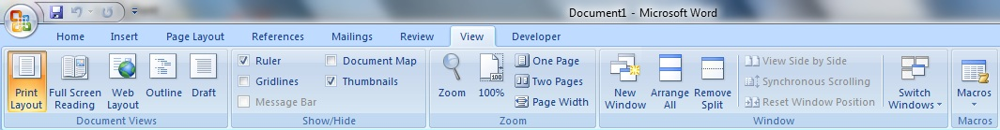 Document1 - Microsoft Word
Home Insert Page Layout References Mailings Review View Developer
Print Layout
Full Screen Reading
Web Layout
Outline
Draft
Document Views
Ruler
Gridlines
Message Bar
Document Map
Thumbnails
Show/Hide
Zoom
100
100%
One Page
Two Pages
Page Width
Zoom
New Window
Arrange All
Remove Split
View Side by Side
Synchronous Scrolling
Reset Window Position
Switch Windows
Window
Macros
Macros